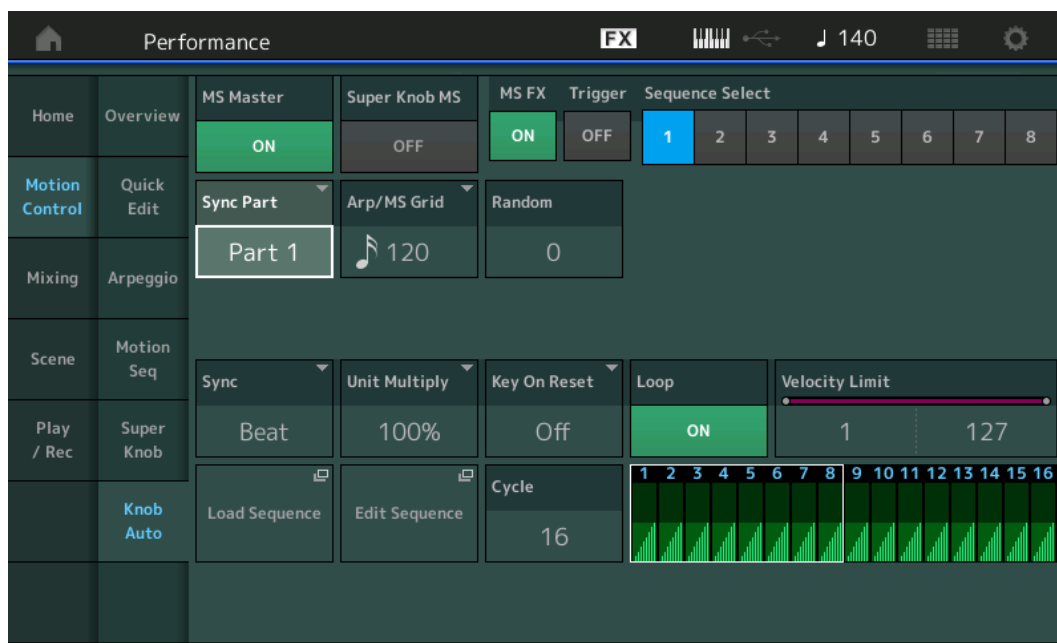 Performance FX 140
Home
Overview
Motion
Control
Quick
Edit
Mixing
Arpeggio
Scene
Motion
Seq
Play
/ Rec
Super
Knob
Knob
Auto
MS Master
ON
Super Knob MS
OFF
MS FX
ON
Trigger
OFF
Sequence Select
1 2 3 4 5 6 7 8
Sync Part
Part 1
Arp/MS Grid
120
Random
0
Sync
Beat
Unit Multiply
100%
Key On Reset
Off
Loop
ON
Velocity Limit
1 127
Load Sequence
Edit Sequence
Cycle
16
1 2 3 4 5 6 7 8 9 10 11 12 13 14 15 16